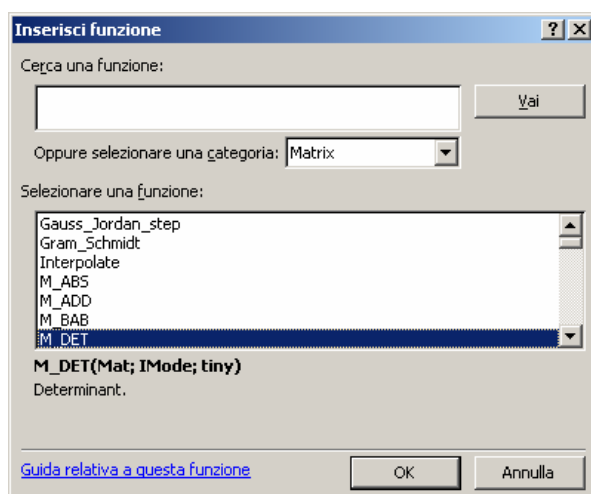 Inserisci funzione
Cerca una funzione:
Vai
Oppure selezionare una categoria: Matrix
Selezionare una funzione:
Gauss_Jordan_step
Gram_Schmidt
Interpolate
M_ABS
M_ADD
M_BAB
M_DET
M_DET(Mat; IMode; tiny)
Determinant.
Guida relativa a questa funzione
OK
Annulla